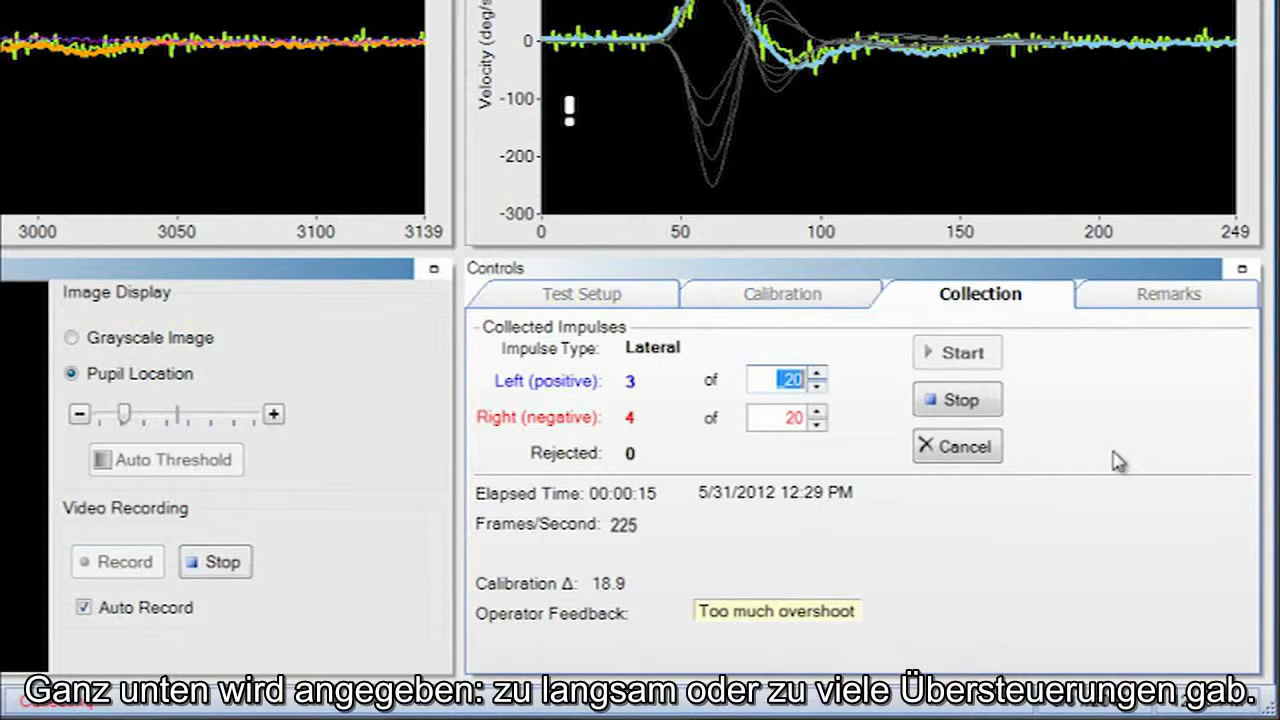 Velocity (deg/s
0
-100
-200
-300
!
3000 3050 3100 3139
0 50 100 150 200 249
Controls
Image Display
Grayscale Image
Pupil Location
Auto Threshold
Video Recording
Record Stop
Auto Record
Test Setup Calibration Collection Remarks
Collected Impulses
Impulse Type: Lateral
Left (positive): 3 of 20
Right (negative): 4 of 20
Rejected: 0
Start
Stop
Cancel
Elapsed Time: 00:00:15 5/31/2012 12:29 PM
Frames/Second: 225
Calibration Δ: 18.9
Operator Feedback: Too much overshoot
Ganz unten wird angegeben: zu langsam oder zu viele Übersteuerungen gab.